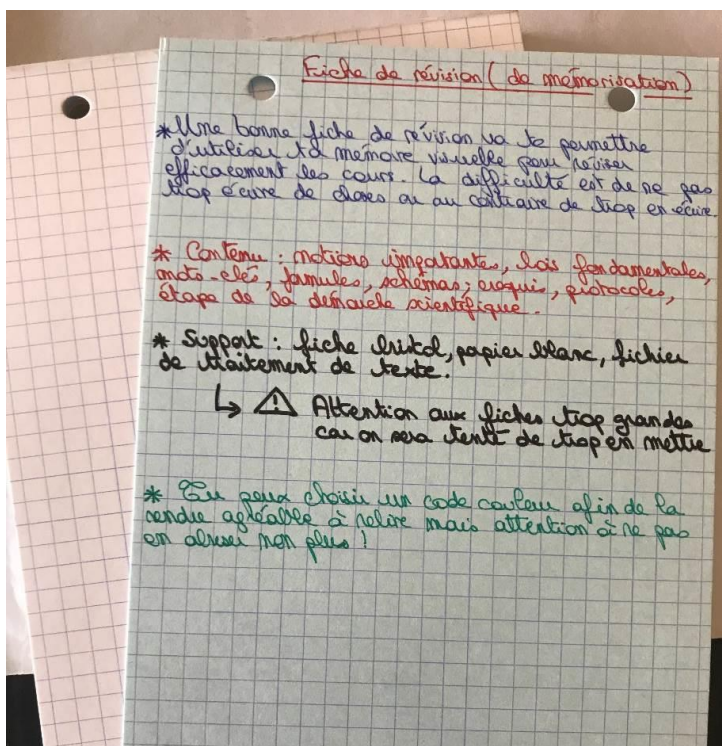 Fiche de révision ( de mémorisation)
* Une bonne fiche de révision va te permettre
d'utiliser ta mémoire visuelle pour réviser
efficacement les cours. La difficulté est de ne pas
trop écrire de choses ou au contraire de trop en écrire
* Contenu : notions importantes, lois fondamentales,
mots-clés, formules, schémas, croquis, protocoles,
étape de la démarche scientifique.
* Support : fiche bristol, papier blanc, fichier
de traitement de texte.
↳ ⚠ Attention aux fiches trop grandes
car on sera tenté de trop en mettre
* Tu peux choisir un code couleur afin de la
rendre agréable à relire mais attention à ne pas
en abuser non plus !